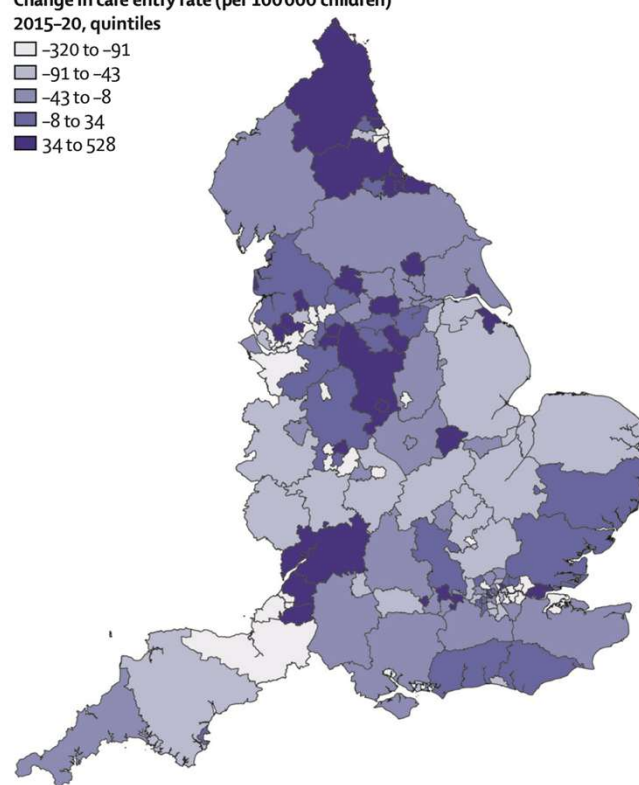 Change in care entry rate (per 100 000 children)
2015–20, quintiles
–320 to –91
–91 to –43
–43 to –8
–8 to 34
34 to 528